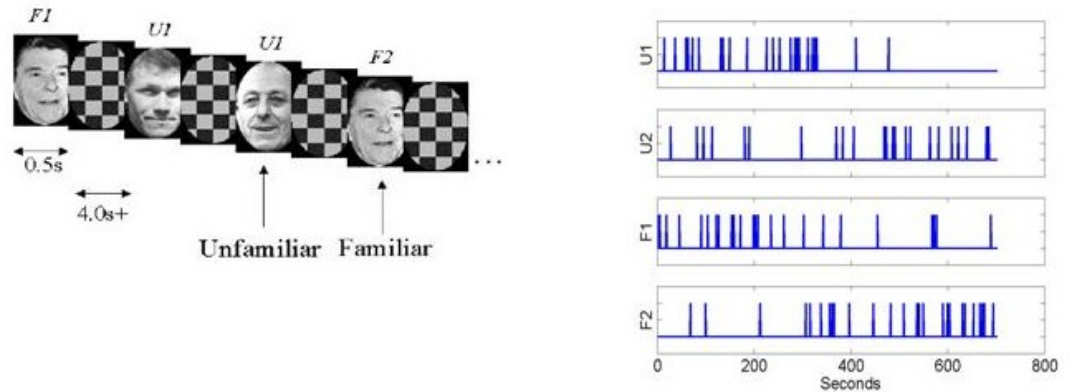 F1
U1
U1
F2
0.5s
4.0s+
...
Unfamiliar Familiar
U1
U2
F1
F2
0 200 400 600 800
Seconds